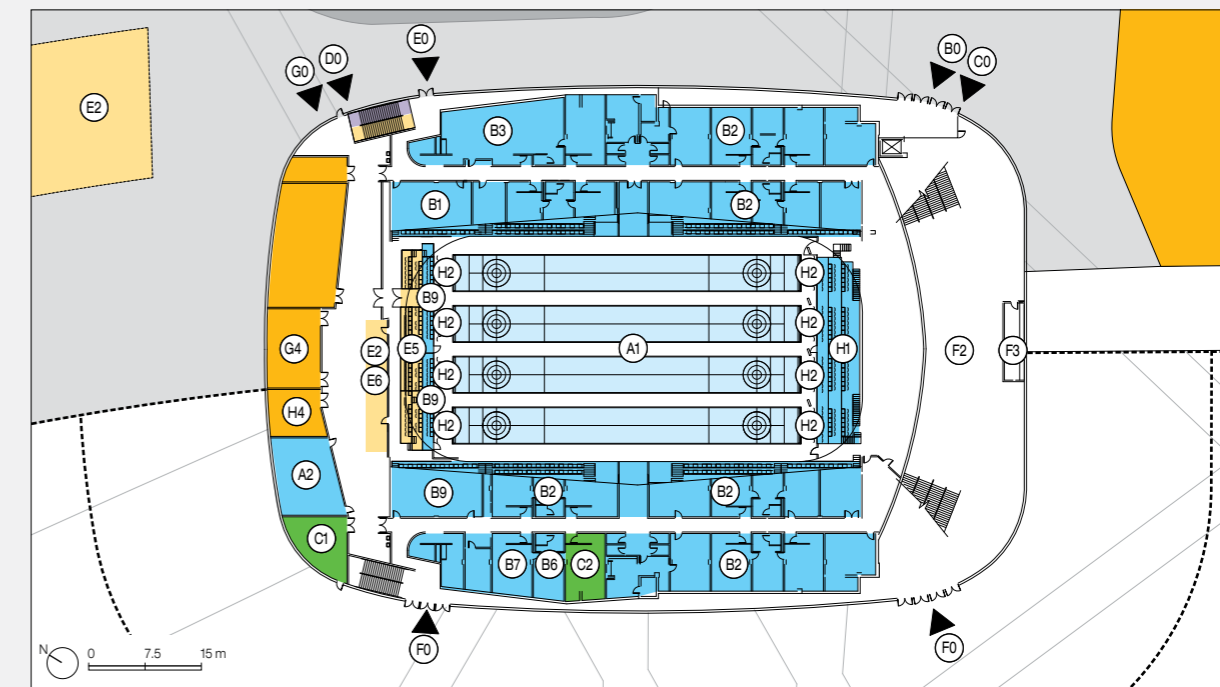 E0
B0
G0 D0 C0
E2
B3 B2
B1 B2
H2 H2
B9
H2 H2
G4 E2 E5 A1 H1 F2 F3
E6 H2 H2
B9
H4 H2 H2
A2
B9 B2 B2
C1
B7 B6 C2 B2
F0 F0
N 0 7.5 15 m